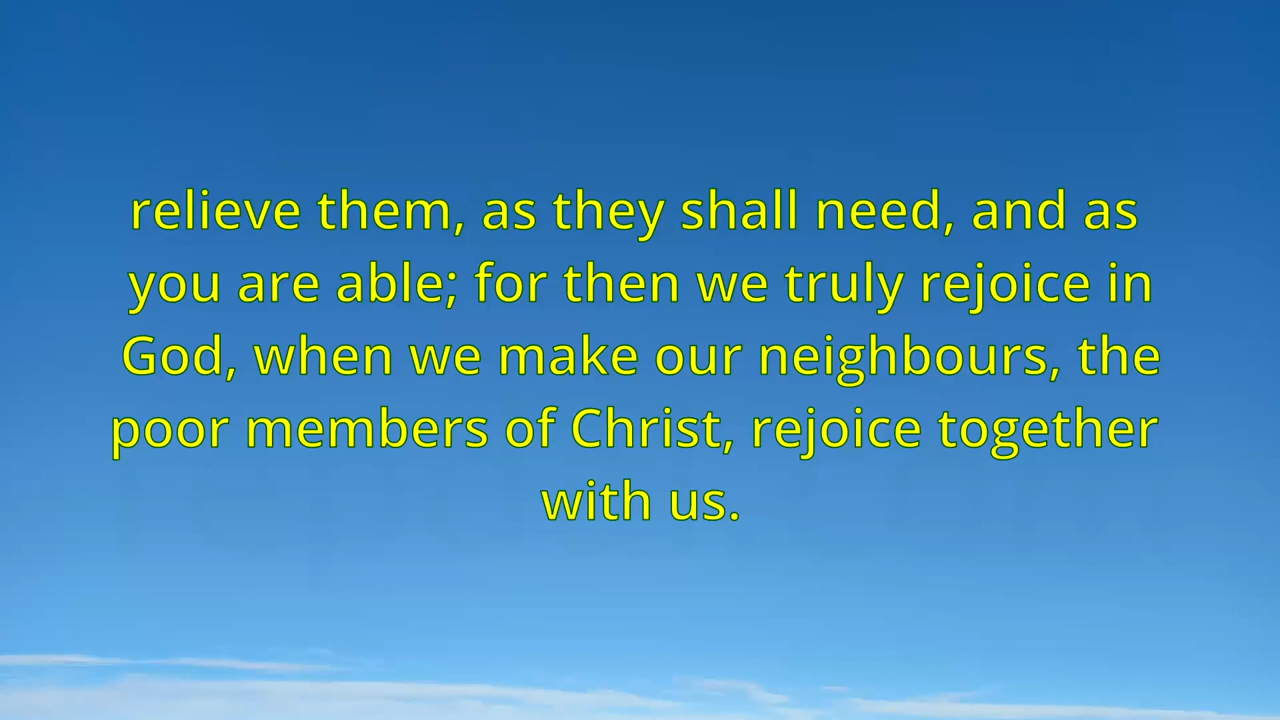 relieve them, as they shall need, and as
you are able; for then we truly rejoice in
God, when we make our neighbours, the
poor members of Christ, rejoice together
with us.